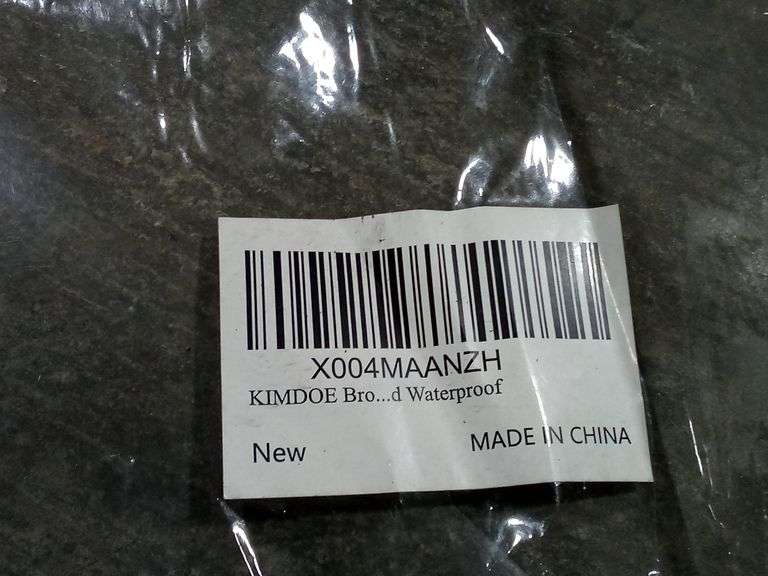 X004MAANZH
KIMDOE Bro...d Waterproof
New
MADE IN CHINA